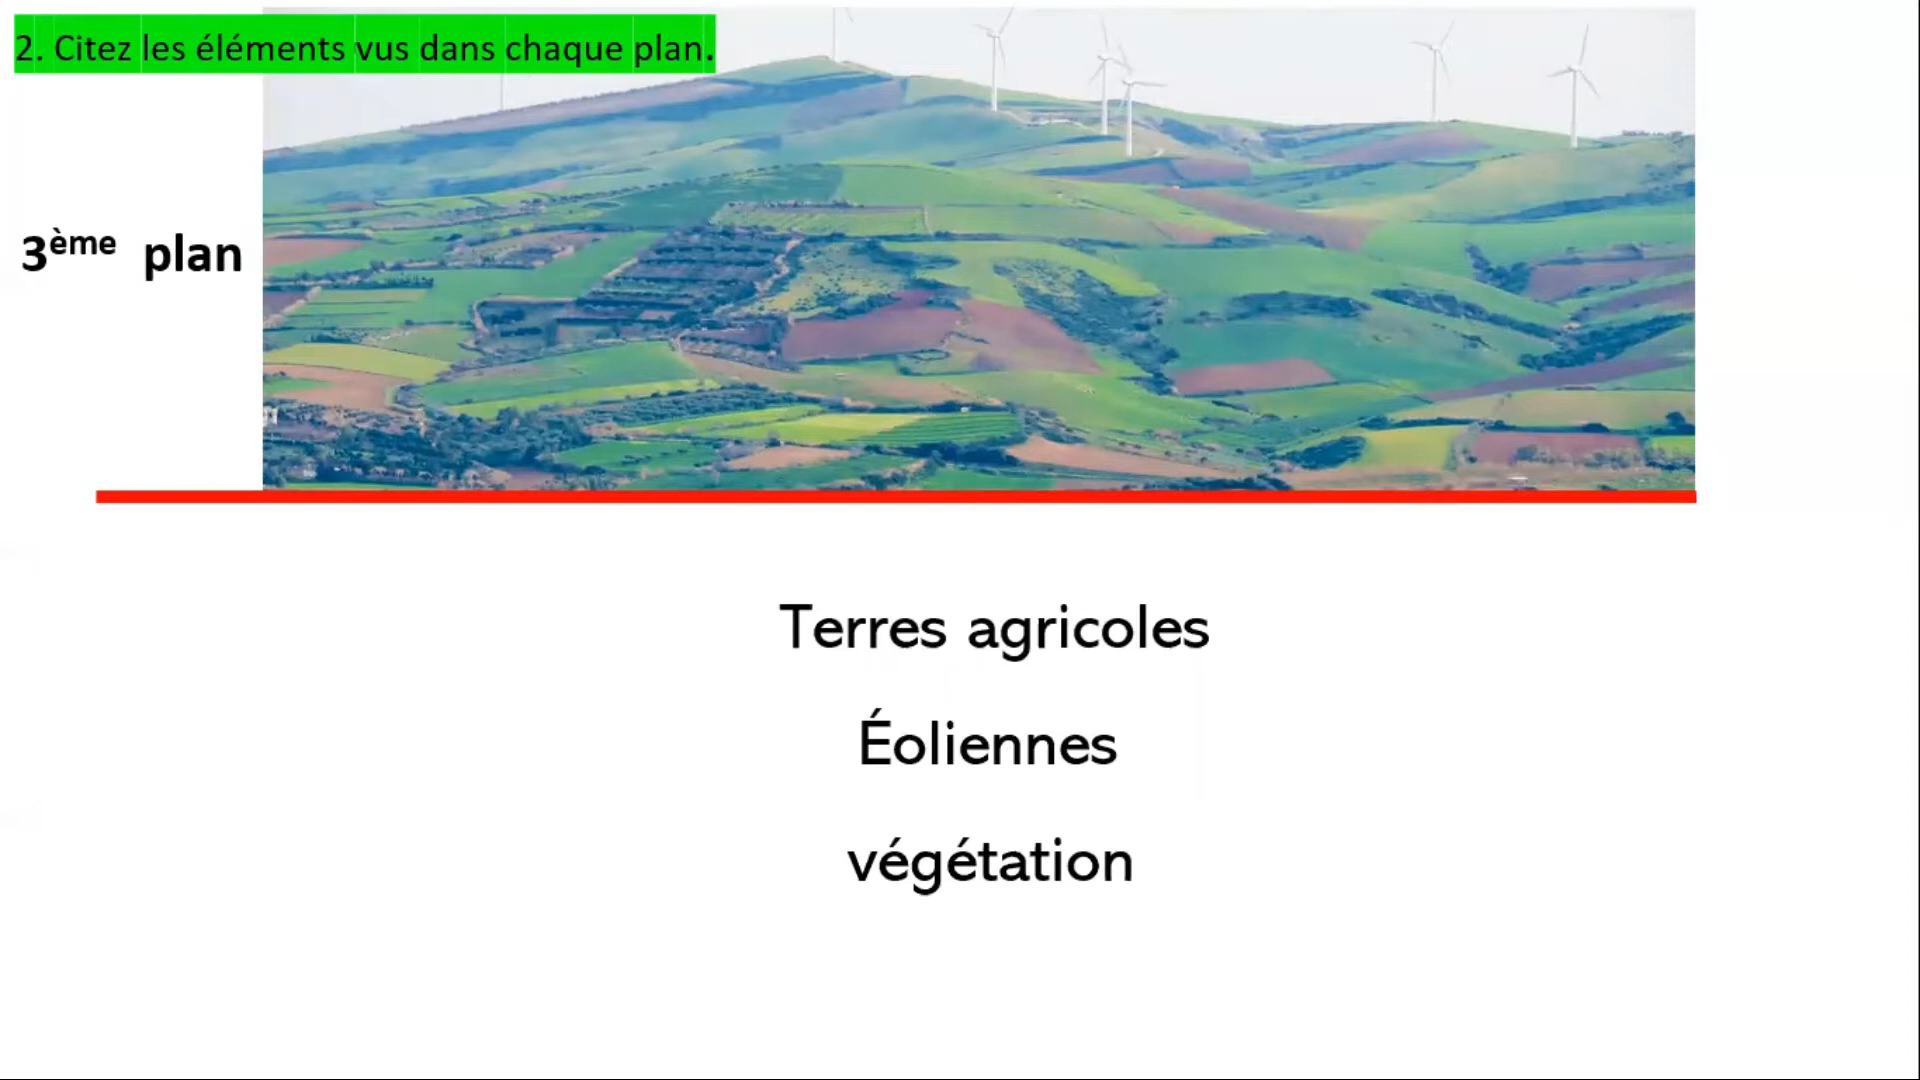 2. Citez les éléments vus dans chaque plan.
3ème plan
Terres agricoles
Éoliennes
végétation